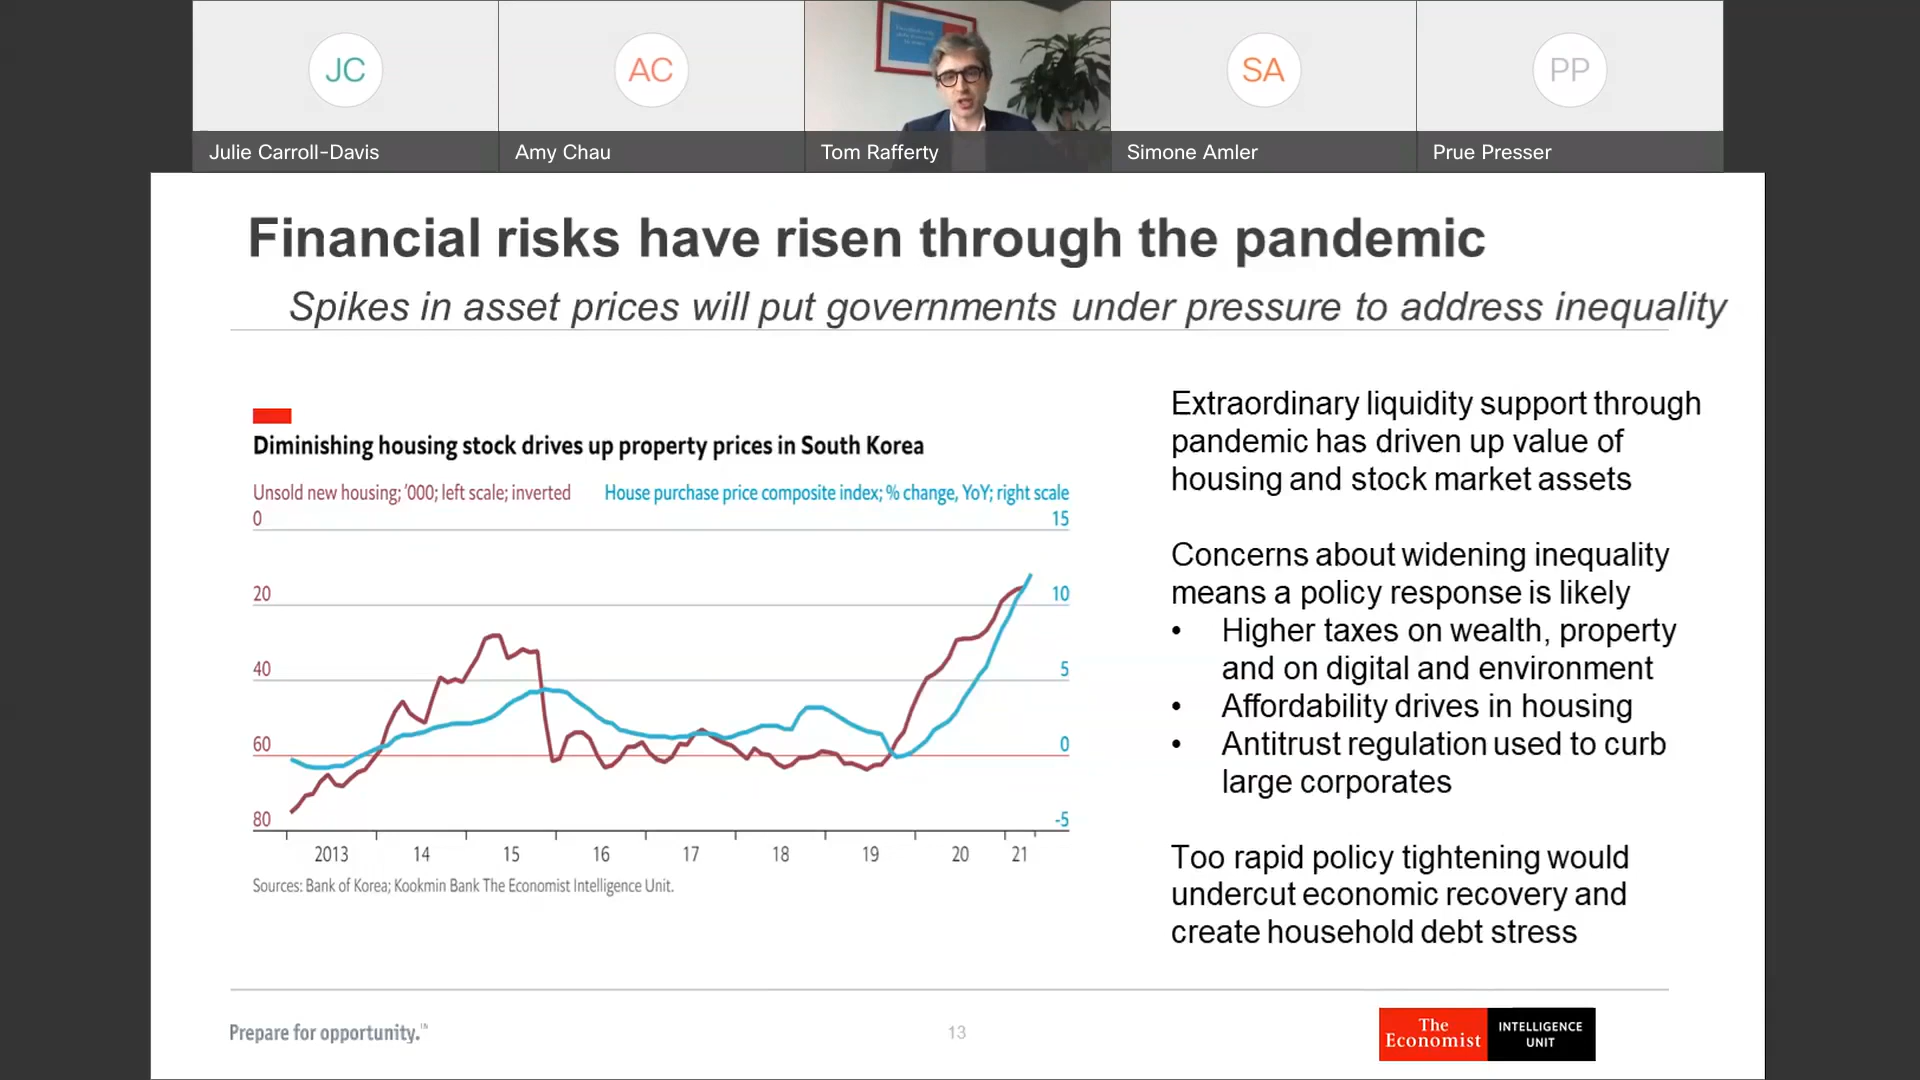 JC
AC
SA
PP
Julie Carroll-Davis
Amy Chau
Tom Rafferty
Simone Amler
Prue Presser
Financial risks have risen through the pandemic
Spikes in asset prices will put governments under pressure to address inequality
Diminishing housing stock drives up property prices in South Korea
Unsold new housing; '000; left scale; inverted
House purchase price composite index; % change, YoY; right scale
0 15
20 10
40 5
60 0
80 -5
2013 14 15 16 17 18 19 20 21
Sources: Bank of Korea; Kookmin Bank The Economist Intelligence Unit.
Extraordinary liquidity support through
pandemic has driven up value of
housing and stock market assets
Concerns about widening inequality
means a policy response is likely
• Higher taxes on wealth, property
and on digital and environment
• Affordability drives in housing
• Antitrust regulation used to curb
large corporates
Too rapid policy tightening would
undercut economic recovery and
create household debt stress
Prepare for opportunity.
13
The
Economist
INTELLIGENCE
UNIT